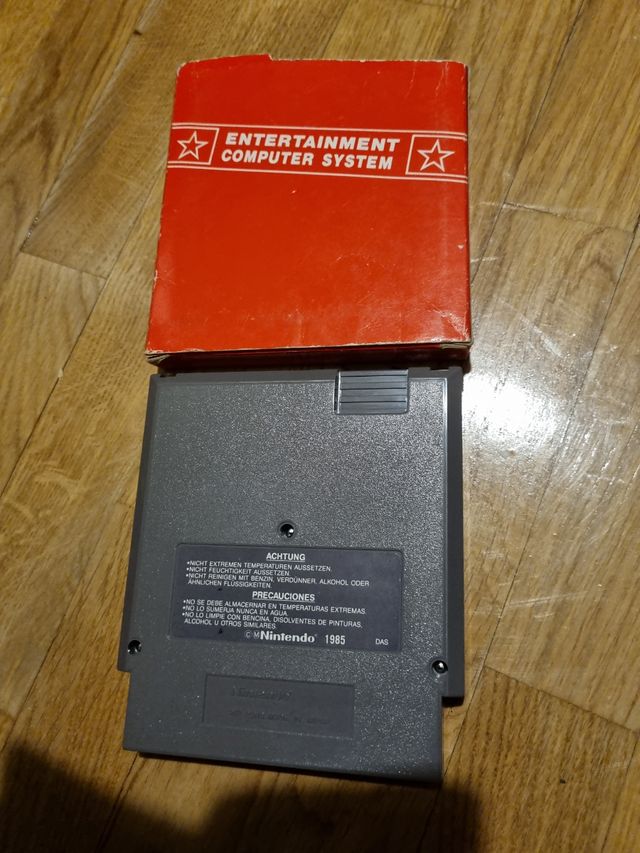 ENTERTAINMENT
COMPUTER SYSTEM
ACHTUNG
•NICHT EXTREMEN TEMPERATUREN AUSSETZEN.
•NICHT FEUCHTIGKEIT AUSSETZEN.
•NICHT REINIGEN MIT BENZIN, VERDÜNNER. ALKOHOL ODER
ÄHNLICHEN FLÜSSIGKEITEN.
PRECAUCIONES
•NO SE DEBE ALMACERNAR EN TEMPERATURAS EXTREMAS.
•NO LO SUMERJA NUNCA EN AGUA.
•NO LO LIMPIE CON BENCINA, DISOLVENTES DE PINTURAS,
ALCOHOL U OTROS SIMILARES.
©M Nintendo® 1985 DAS
Nintendo